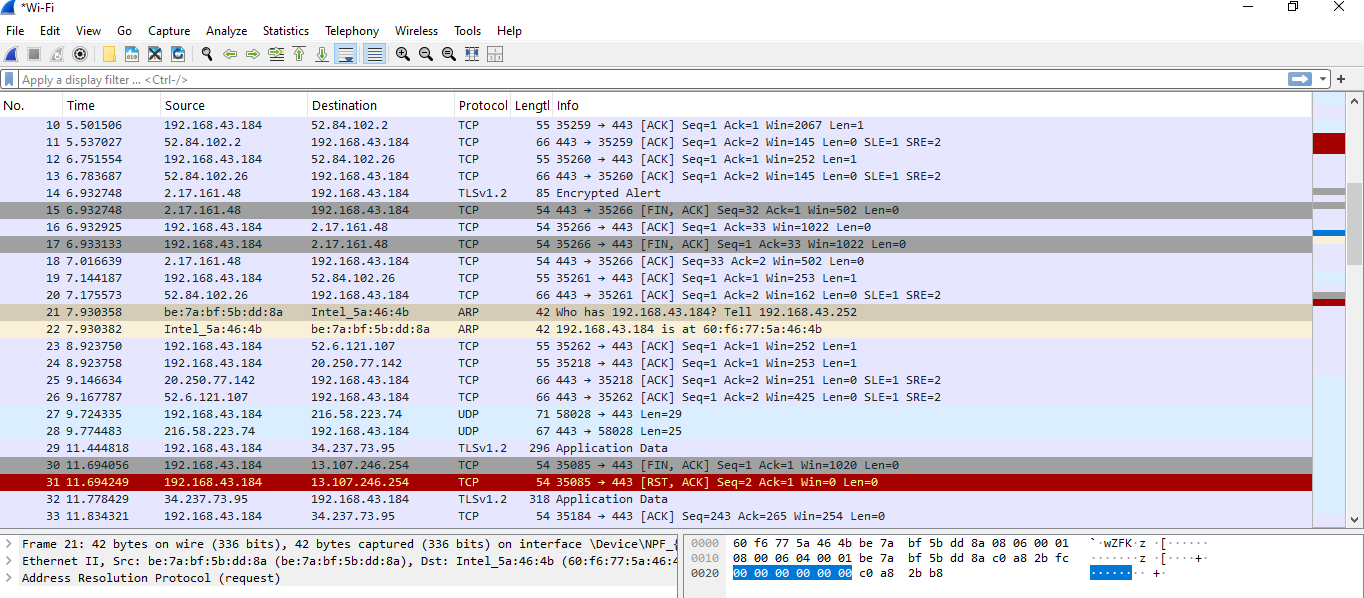 *Wi-Fi
File Edit View Go Capture Analyze Statistics Telephony Wireless Tools Help
Apply a display filter ... <Ctrl-/>
No. Time Source Destination Protocol Lengtl Info
10 5.501506 192.168.43.184 52.84.102.2 TCP 55 35259 → 443 [ACK] Seq=1 Ack=1 Win=2067 Len=1
11 5.537027 52.84.102.2 192.168.43.184 TCP 66 443 → 35259 [ACK] Seq=1 Ack=2 Win=145 Len=0 SLE=1 SRE=2
12 6.751554 192.168.43.184 52.84.102.26 TCP 55 35260 → 443 [ACK] Seq=1 Ack=1 Win=252 Len=1
13 6.783687 52.84.102.26 192.168.43.184 TCP 66 443 → 35260 [ACK] Seq=1 Ack=2 Win=145 Len=0 SLE=1 SRE=2
14 6.932748 2.17.161.48 192.168.43.184 TLSv1.2 85 Encrypted Alert
15 6.932748 2.17.161.48 192.168.43.184 TCP 54 443 → 35266 [FIN, ACK] Seq=32 Ack=1 Win=502 Len=0
16 6.932925 192.168.43.184 2.17.161.48 TCP 54 35266 → 443 [ACK] Seq=1 Ack=33 Win=1022 Len=0
17 6.933133 192.168.43.184 2.17.161.48 TCP 54 35266 → 443 [FIN, ACK] Seq=1 Ack=33 Win=1022 Len=0
18 7.016639 2.17.161.48 192.168.43.184 TCP 54 443 → 35266 [ACK] Seq=33 Ack=2 Win=502 Len=0
19 7.144187 192.168.43.184 52.84.102.26 TCP 55 35261 → 443 [ACK] Seq=1 Ack=1 Win=253 Len=1
20 7.175573 52.84.102.26 192.168.43.184 TCP 66 443 → 35261 [ACK] Seq=1 Ack=2 Win=162 Len=0 SLE=1 SRE=2
21 7.930358 be:7a:bf:5b:dd:8a Intel_5a:46:4b ARP 42 Who has 192.168.43.184? Tell 192.168.43.252
22 7.930382 Intel_5a:46:4b be:7a:bf:5b:dd:8a ARP 42 192.168.43.184 is at 60:f6:77:5a:46:4b
23 8.923750 192.168.43.184 52.6.121.107 TCP 55 35262 → 443 [ACK] Seq=1 Ack=1 Win=252 Len=1
24 8.923758 192.168.43.184 20.250.77.142 TCP 55 35218 → 443 [ACK] Seq=1 Ack=1 Win=253 Len=1
25 9.146634 20.250.77.142 192.168.43.184 TCP 66 443 → 35218 [ACK] Seq=1 Ack=2 Win=251 Len=0 SLE=1 SRE=2
26 9.167787 52.6.121.107 192.168.43.184 TCP 66 443 → 35262 [ACK] Seq=1 Ack=2 Win=425 Len=0 SLE=1 SRE=2
27 9.724335 192.168.43.184 216.58.223.74 UDP 71 58028 → 443 Len=29
28 9.774483 216.58.223.74 192.168.43.184 UDP 67 443 → 58028 Len=25
29 11.444818 192.168.43.184 34.237.73.95 TLSv1.2 296 Application Data
30 11.694056 192.168.43.184 13.107.246.254 TCP 54 35085 → 443 [FIN, ACK] Seq=1 Ack=1 Win=1020 Len=0
31 11.694249 192.168.43.184 13.107.246.254 TCP 54 35085 → 443 [RST, ACK] Seq=2 Ack=1 Win=0 Len=0
32 11.778429 34.237.73.95 192.168.43.184 TLSv1.2 318 Application Data
33 11.834321 192.168.43.184 34.237.73.95 TCP 54 35184 → 443 [ACK] Seq=243 Ack=265 Win=254 Len=0
Frame 21: 42 bytes on wire (336 bits), 42 bytes captured (336 bits) on interface \Device\NPF_{
Ethernet II, Src: be:7a:bf:5b:dd:8a (be:7a:bf:5b:dd:8a), Dst: Intel_5a:46:4b (60:f6:77:5a:46:4
Address Resolution Protocol (request)
0000 60 f6 77 5a 46 4b be 7a bf 5b dd 8a 08 06 00 01 `·wZFK·z ·[······
0010 08 00 06 04 00 01 be 7a bf 5b dd 8a c0 a8 2b fc ·······z ·[····+·
0020 00 00 00 00 00 00 c0 a8 2b b8 ········ +·